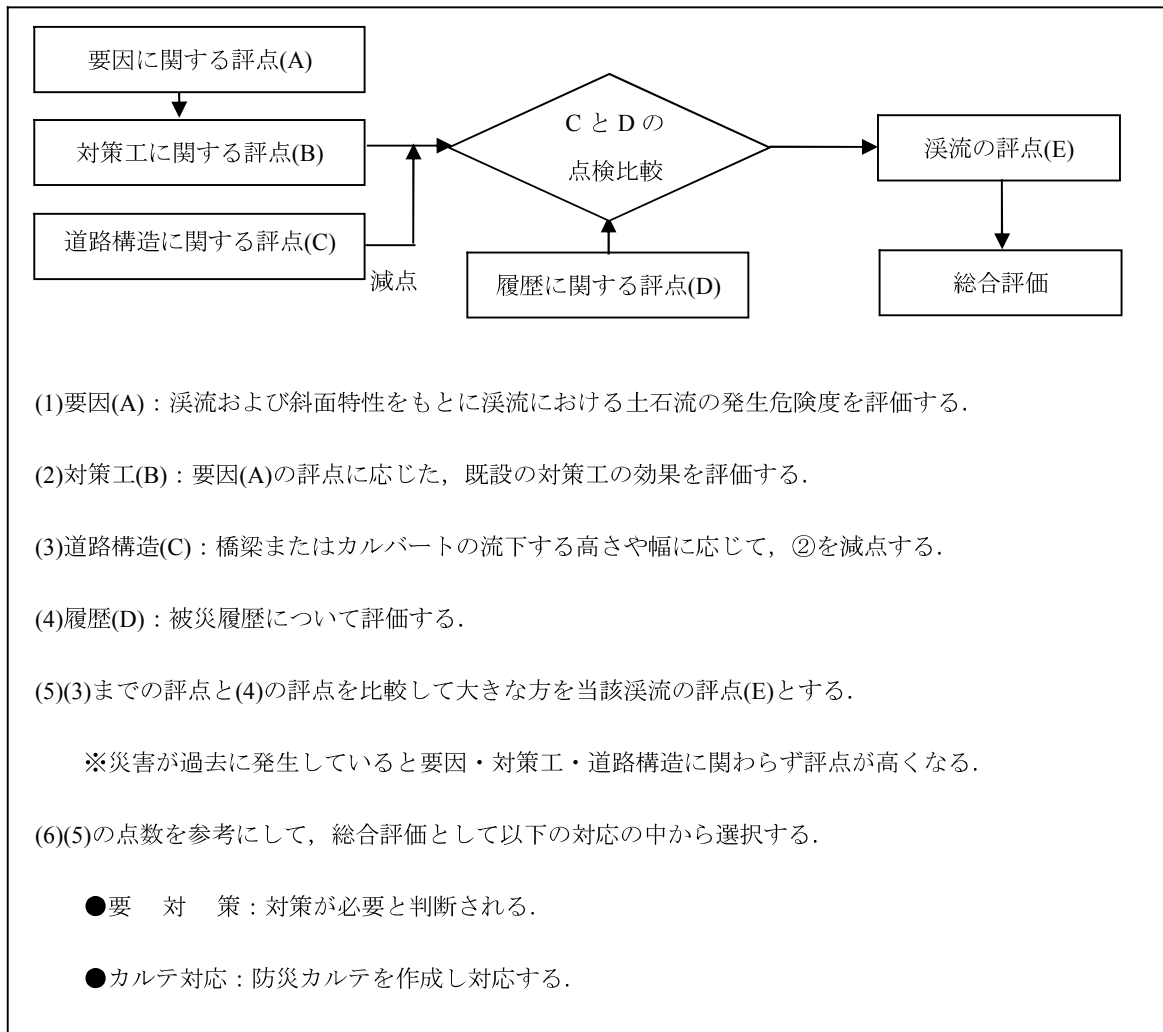 要因に関する評点(A)
対策工に関する評点(B)
道路構造に関する評点(C)
減点
C と D の
点検比較
履歴に関する評点(D)
渓流の評点(E)
総合評価
(1)要因(A)：渓流および斜面特性をもとに渓流における土石流の発生危険度を評価する．
(2)対策工(B)：要因(A)の評点に応じた，既設の対策工の効果を評価する．
(3)道路構造(C)：橋梁またはカルバートの流下する高さや幅に応じて，②を減点する．
(4)履歴(D)：被災履歴について評価する．
(5)(3)までの評点と(4)の評点を比較して大きな方を当該渓流の評点(E)とする．
※災害が過去に発生していると要因・対策工・道路構造に関わらず評点が高くなる．
(6)(5)の点数を参考にして，総合評価として以下の対応の中から選択する．
●要　対　策：対策が必要と判断される．
●カルテ対応：防災カルテを作成し対応する．